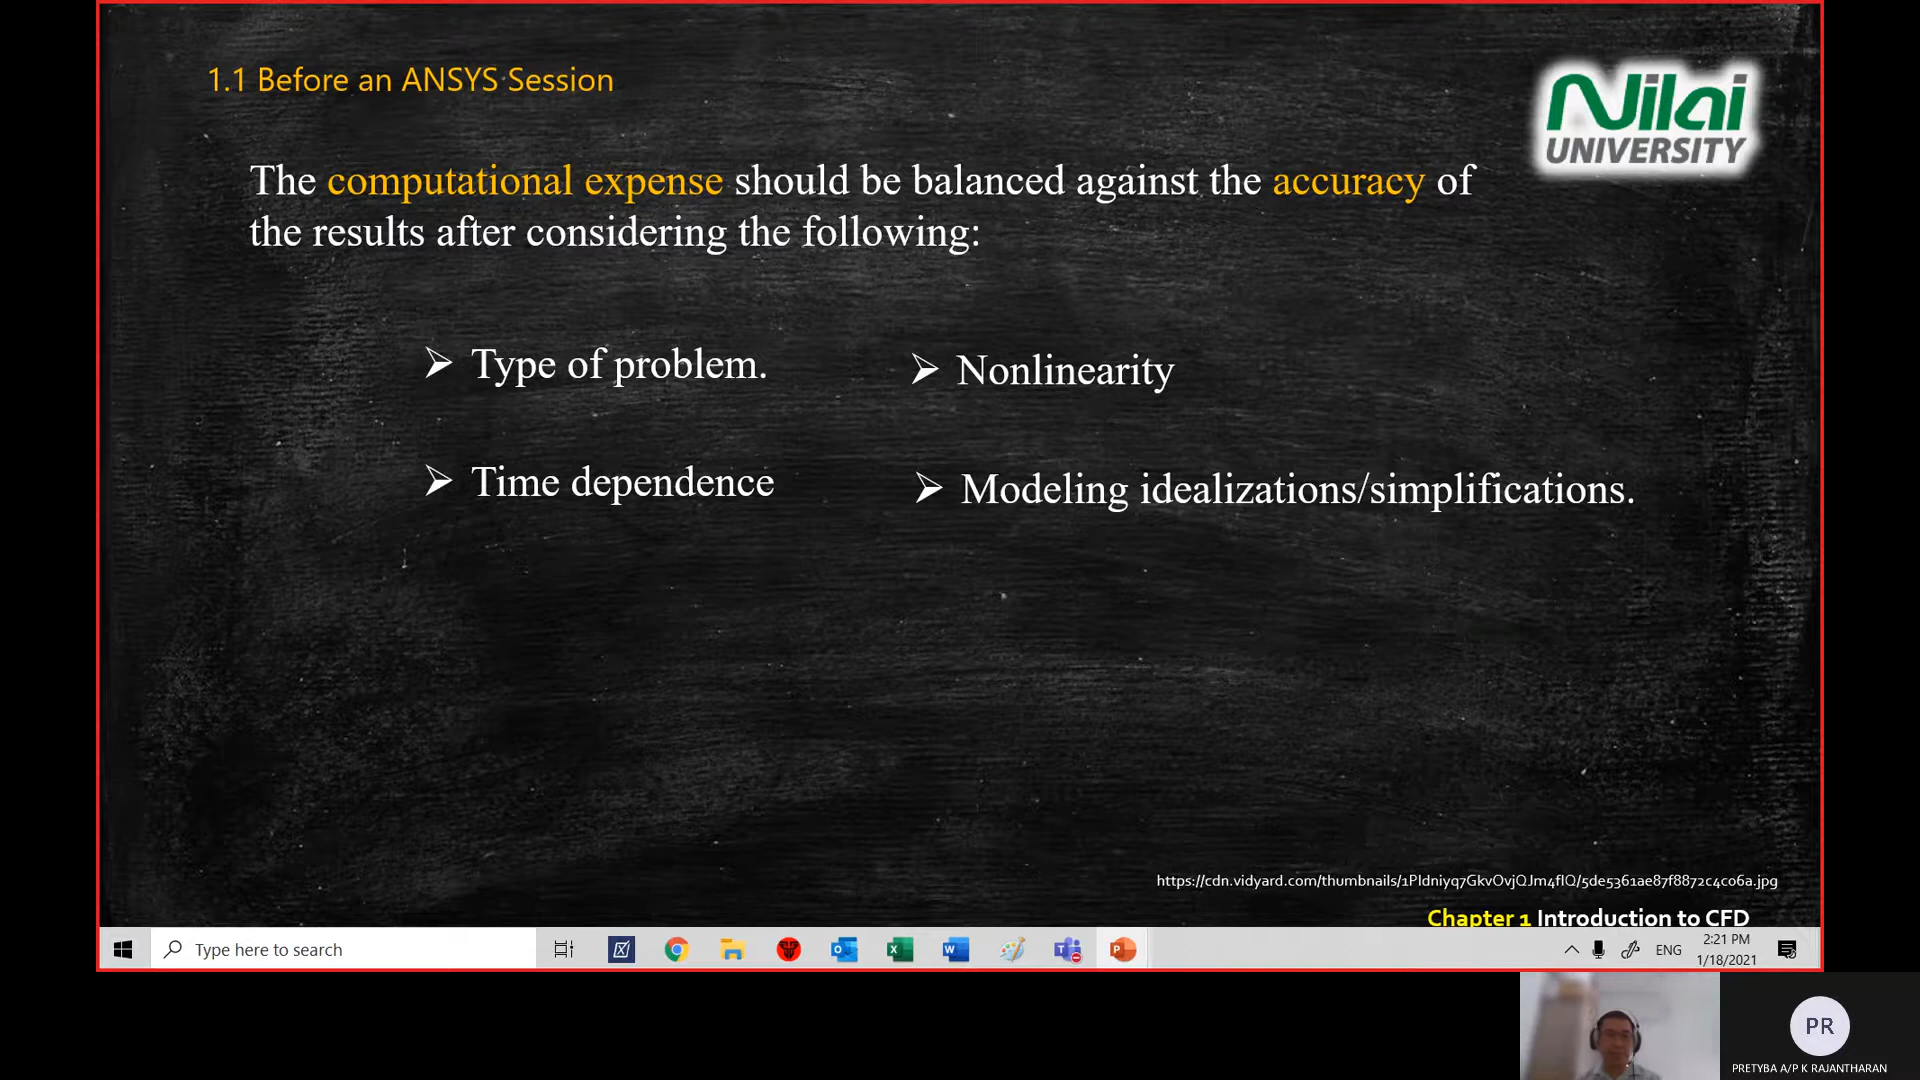 1.1 Before an ANSYS Session
Nilai
UNIVERSITY
The computational expense should be balanced against the accuracy of
the results after considering the following:
➢ Type of problem.
➢ Nonlinearity
➢ Time dependence
➢ Modeling idealizations/simplifications.
https://cdn.vidyard.com/thumbnails/1Pldniyq7GkvOvjQJm4flQ/5de5361ae87f8872c4c06a.jpg
Chapter 1 Introduction to CFD
Type here to search
ENG
2:21 PM
1/18/2021
PR
PRETYBA A/P K RAJANTHARAN